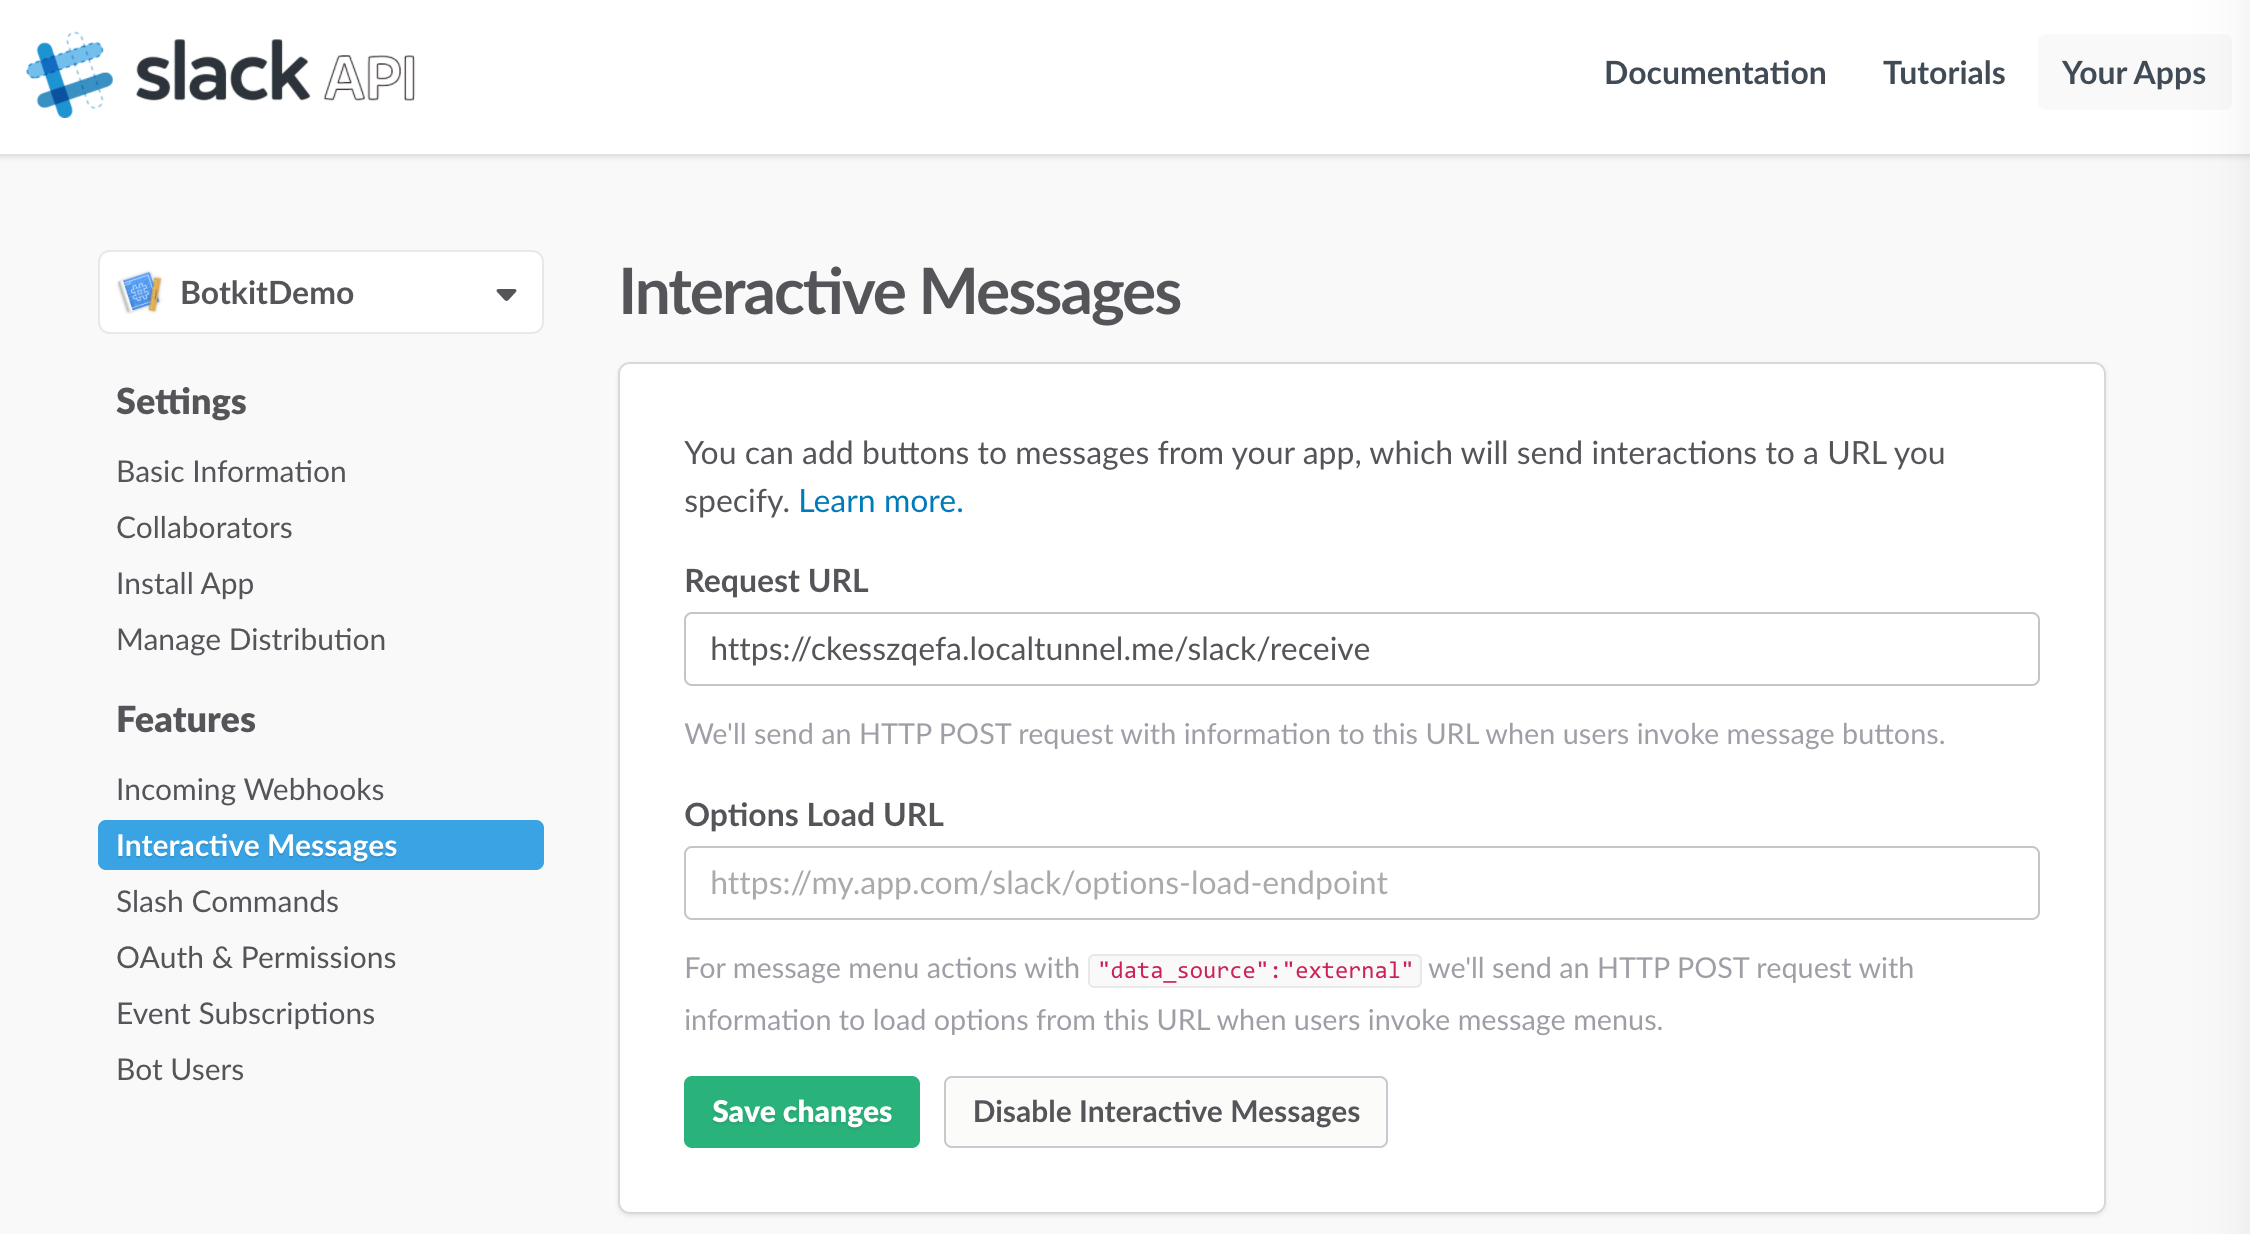 slack API
Documentation
Tutorials
Your Apps
BotkitDemo
Settings
Basic Information
Collaborators
Install App
Manage Distribution
Features
Incoming Webhooks
Interactive Messages
Slash Commands
OAuth & Permissions
Event Subscriptions
Bot Users
Interactive Messages
You can add buttons to messages from your app, which will send interactions to a URL you
specify. Learn more.
Request URL
https://ckesszqefa.localtunnel.me/slack/receive
We'll send an HTTP POST request with information to this URL when users invoke message buttons.
Options Load URL
https://my.app.com/slack/options-load-endpoint
For message menu actions with "data_source":"external" we'll send an HTTP POST request with
information to load options from this URL when users invoke message menus.
Save changes
Disable Interactive Messages